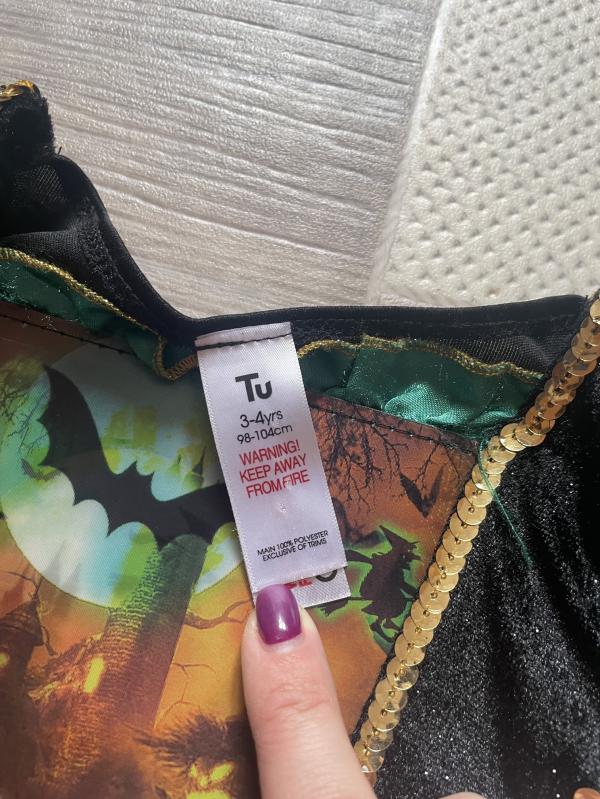 Tu
3-4yrs
98-104cm
WARNING!
KEEP AWAY
FROM FIRE
MAIN 100% POLYESTER
EXCLUSIVE OF TRIMS